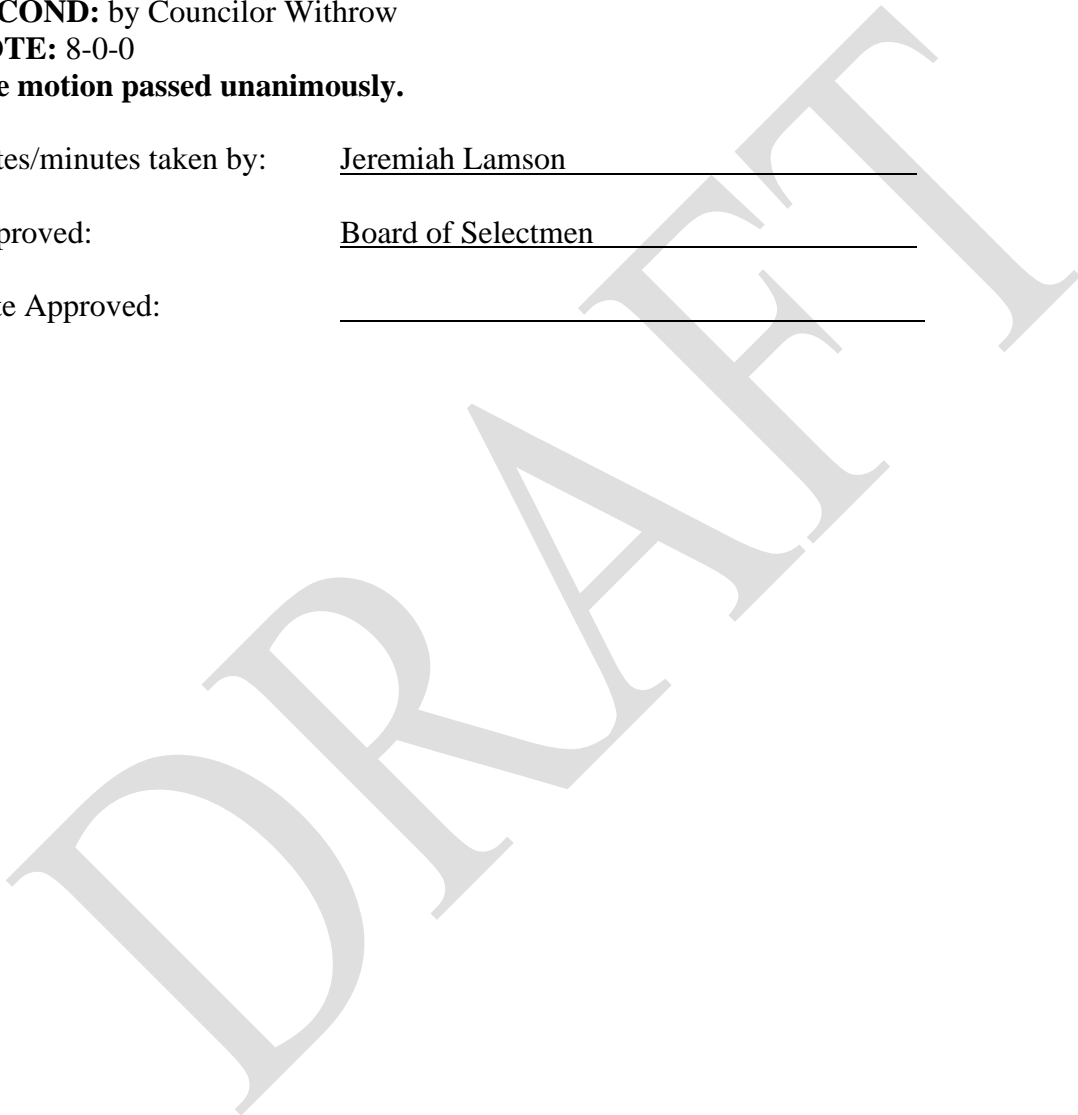 COND: by Councilor Withrow
OTE: 8-0-0
e motion passed unanimously.
tes/minutes taken by: Jeremiah Lamson
proved: Board of Selectmen
te Approved:
DRAFT